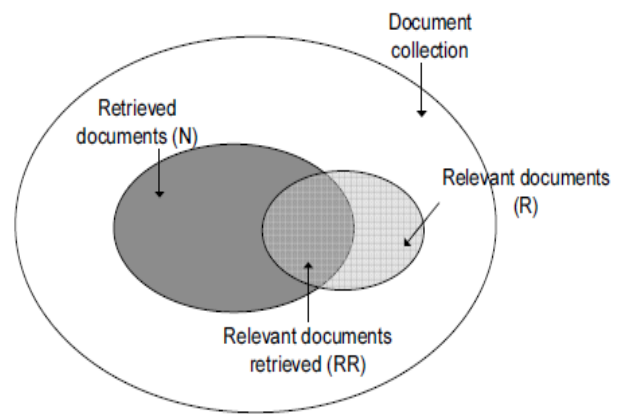 Document
collection
Retrieved
documents (N)
Relevant documents
(R)
Relevant documents
retrieved (RR)